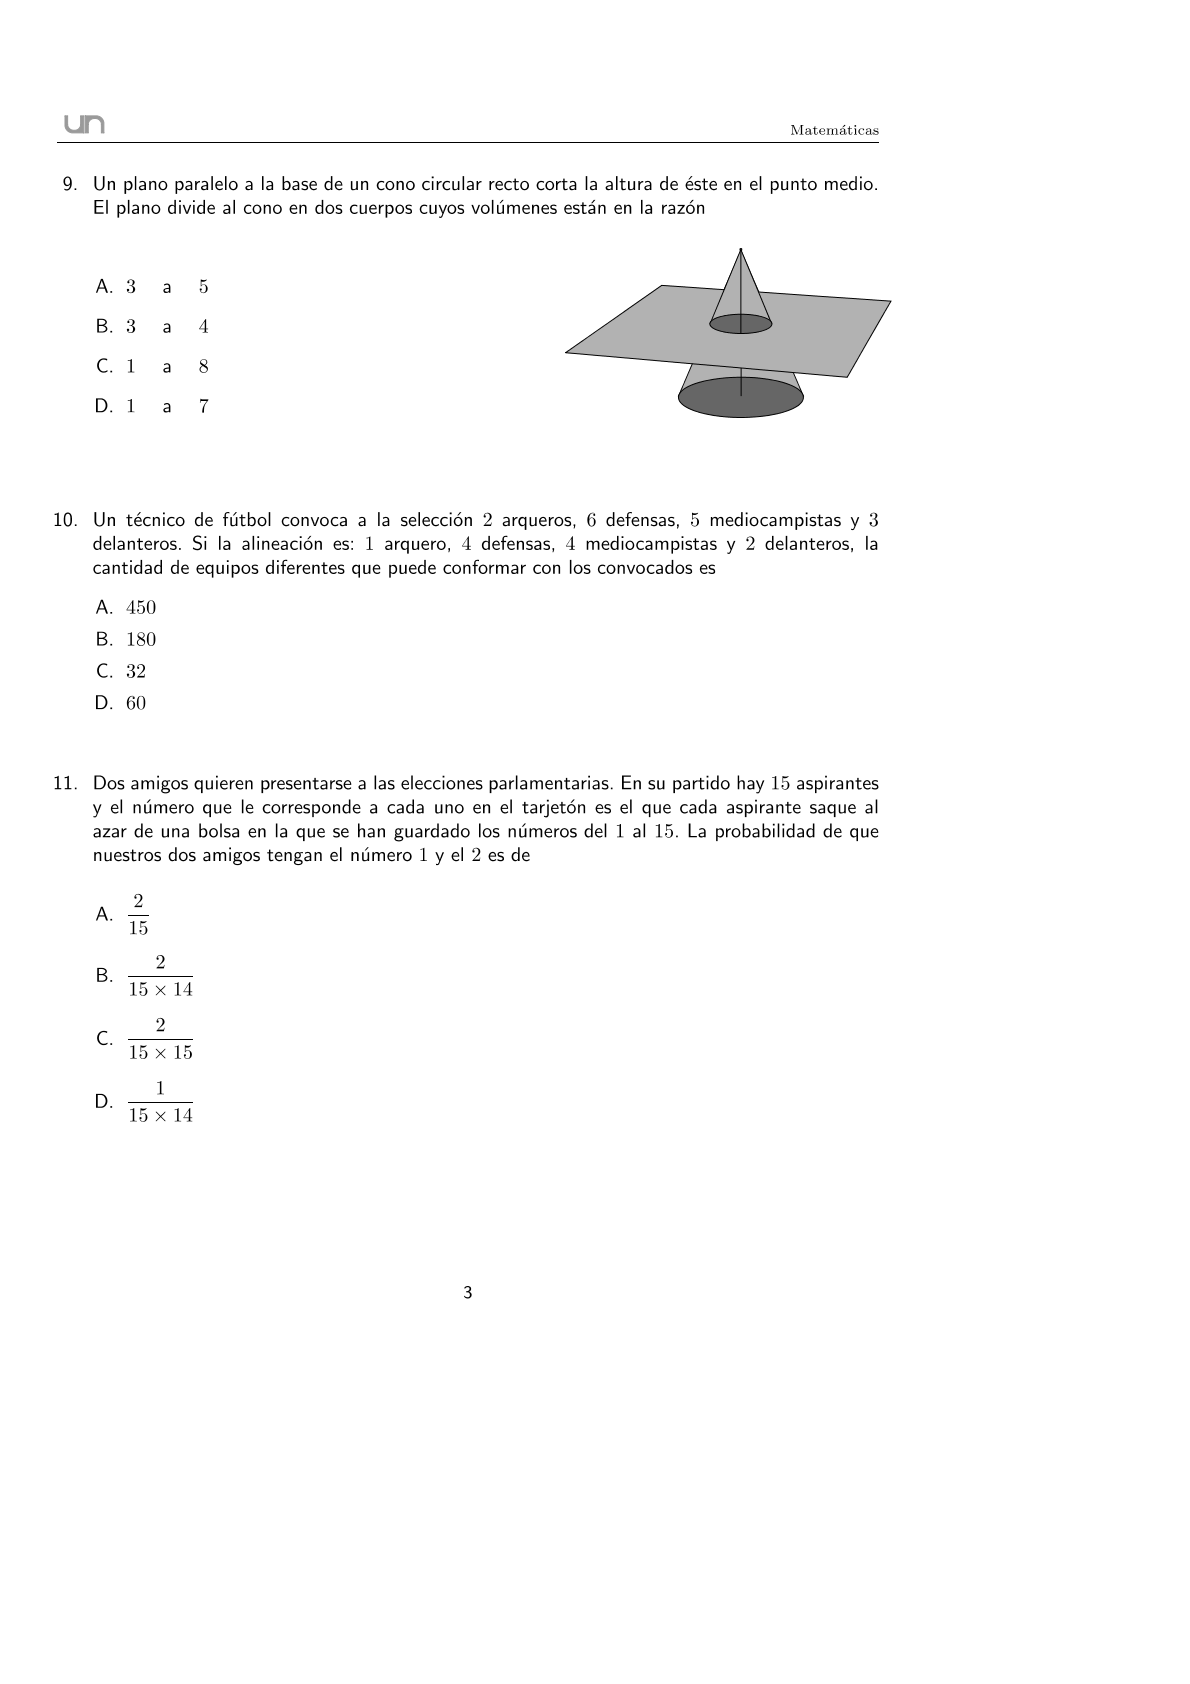 un
Matemáticas
9. Un plano paralelo a la base de un cono circular recto corta la altura de éste en el punto medio.
El plano divide al cono en dos cuerpos cuyos volúmenes están en la razón
A. 3 a 5
B. 3 a 4
C. 1 a 8
D. 1 a 7
10. Un técnico de fútbol convoca a la selección 2 arqueros, 6 defensas, 5 mediocampistas y 3
delanteros. Si la alineación es: 1 arquero, 4 defensas, 4 mediocampistas y 2 delanteros, la
cantidad de equipos diferentes que puede conformar con los convocados es
A. 450
B. 180
C. 32
D. 60
11. Dos amigos quieren presentarse a las elecciones parlamentarias. En su partido hay 15 aspirantes
y el número que le corresponde a cada uno en el tarjetón es el que cada aspirante saque al
azar de una bolsa en la que se han guardado los números del 1 al 15. La probabilidad de que
nuestros dos amigos tengan el número 1 y el 2 es de
A. 2/15
B. 2/(15 × 14)
C. 2/(15 × 15)
D. 1/(15 × 14)
3